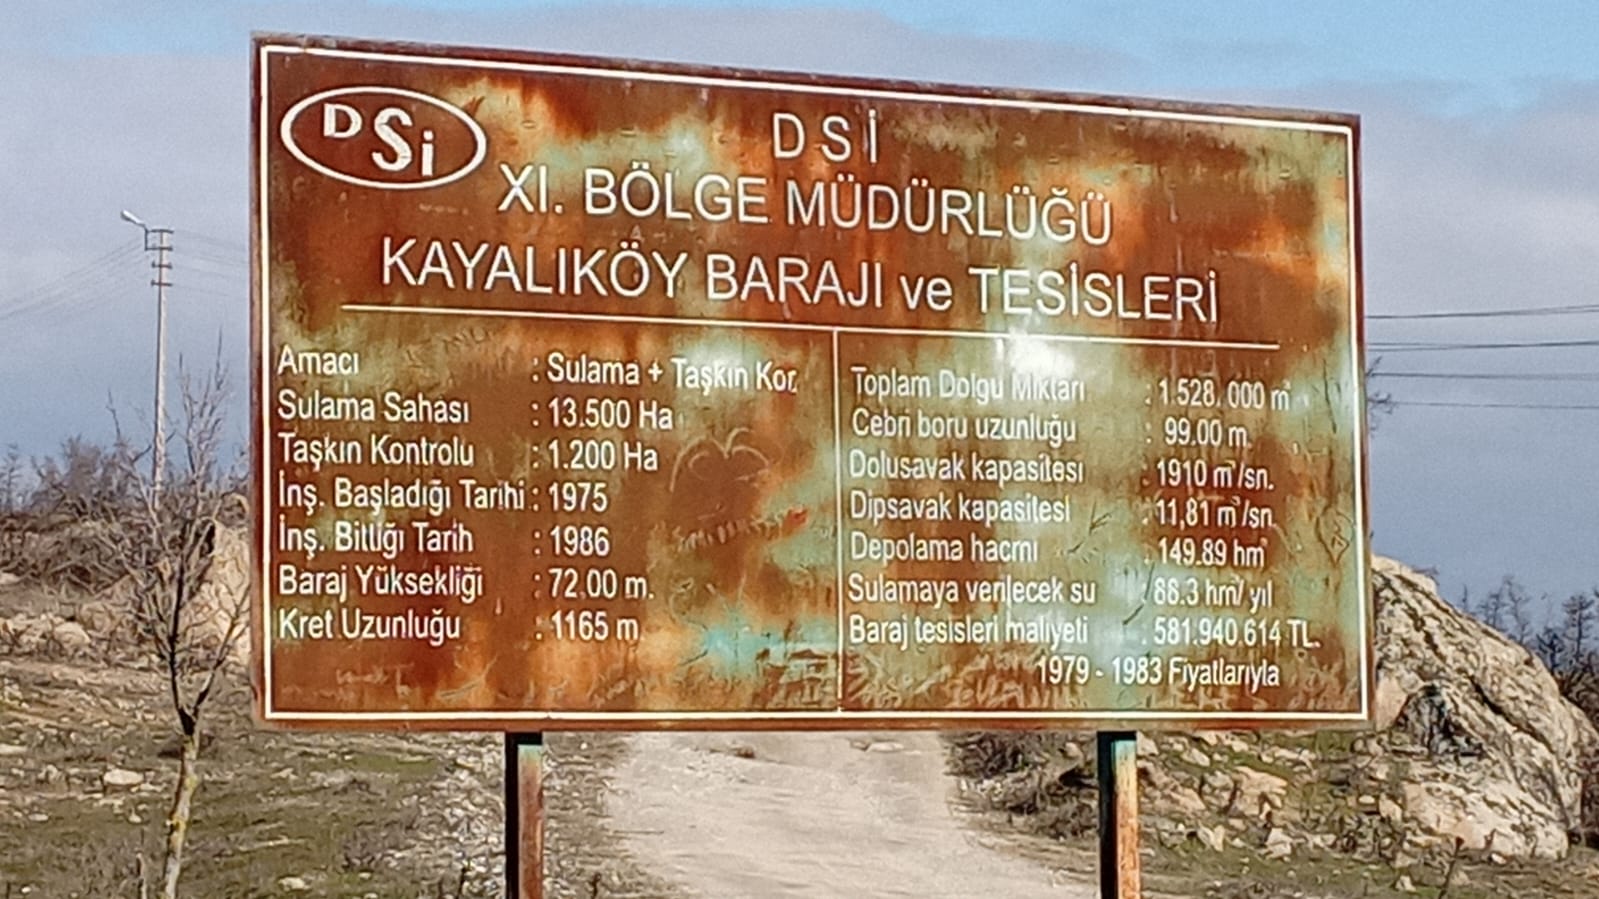 DSİ
DSİ
XI. BÖLGE MÜDÜRLÜĞÜ
KAYALIKÖY BARAJI ve TESİSLERİ
Amacı : Sulama + Taşkın Kor.
Sulama Sahası : 13.500 Ha
Taşkın Kontrolu : 1.200 Ha
İnş. Başladığı Tarihi : 1975
İnş. Bittiği Tarih : 1986
Baraj Yüksekliği : 72.00 m.
Kret Uzunluğu : 1165 m.
Toplam Dolgu Miktarı : 1.528.000 m³
Cebri boru uzunluğu : 99.00 m.
Dolusavak kapasitesi : 1910 m³/sn.
Dipsavak kapasitesi : 11,81 m³/sn.
Depolama hacmi : 149.89 hm³
Sulamaya verilecek su : 88.3 hm³/yıl
Baraj tesisleri maliyeti : 581.940.614 TL.
1979 - 1983 Fiyatlarıyla